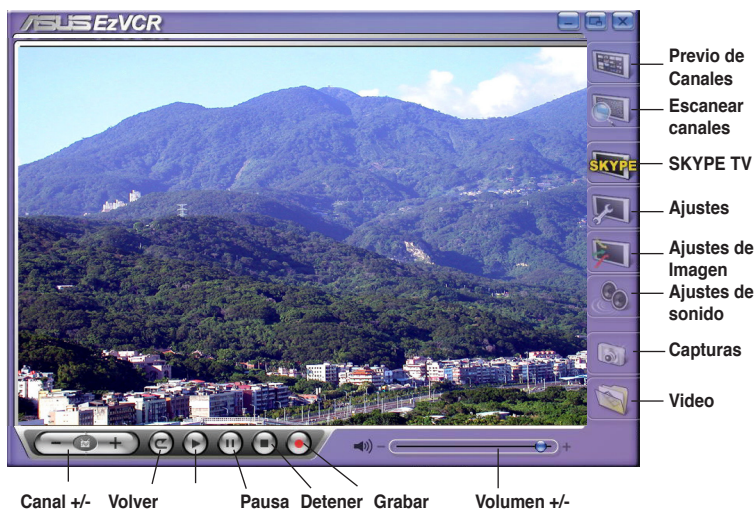 ASUS EzVCR
Previo de
Canales
Escanear
canales
SKYPE
SKYPE TV
Ajustes
Ajustes de
Imagen
Ajustes de
sonido
Capturas
Video
Canal +/-
Volver
Pausa
Detener
Grabar
Volumen +/-